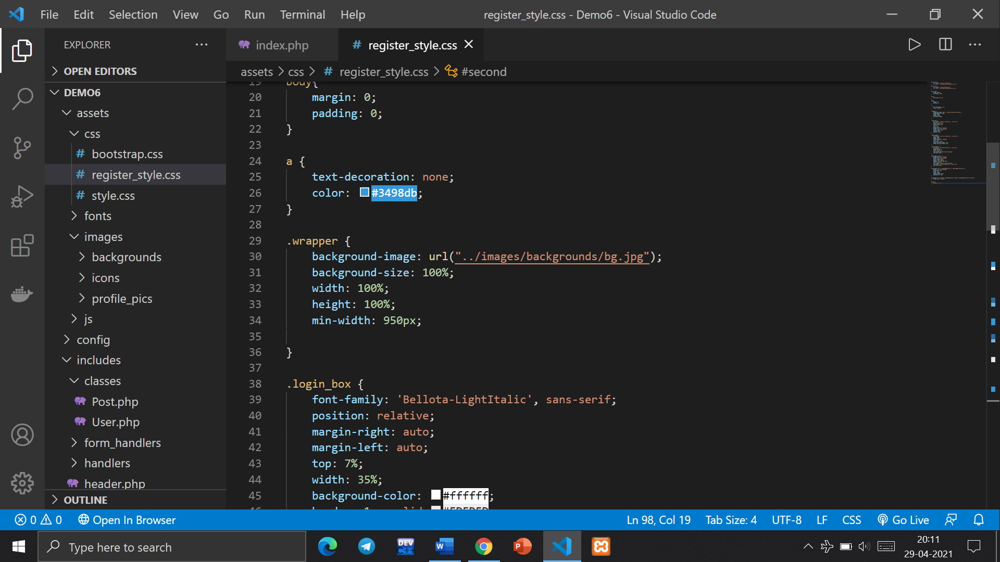 File Edit Selection View Go Run Terminal Help
register_style.css - Demo6 - Visual Studio Code
EXPLORER
OPEN EDITORS
DEMO6
assets
css
# bootstrap.css
# register_style.css
# style.css
fonts
images
backgrounds
icons
profile_pics
js
config
includes
classes
Post.php
User.php
form_handlers
handlers
header.php
OUTLINE
index.php
# register_style.css
assets > css > # register_style.css > #second
19 body{
20 margin: 0;
21 padding: 0;
22 }
23
24 a {
25 text-decoration: none;
26 color: #3498db;
27 }
28
29 .wrapper {
30 background-image: url("../images/backgrounds/bg.jpg");
31 background-size: 100%;
32 width: 100%;
33 height: 100%;
34 min-width: 950px;
35
36 }
37
38 .login_box {
39 font-family: 'Bellota-LightItalic', sans-serif;
40 position: relative;
41 margin-right: auto;
42 margin-left: auto;
43 top: 7%;
44 width: 35%;
45 background-color: #ffffff;
0 0 Open In Browser
Ln 98, Col 19 Tab Size: 4 UTF-8 LF CSS Go Live
Type here to search
DEV C++
W
P
20:11
29-04-2021